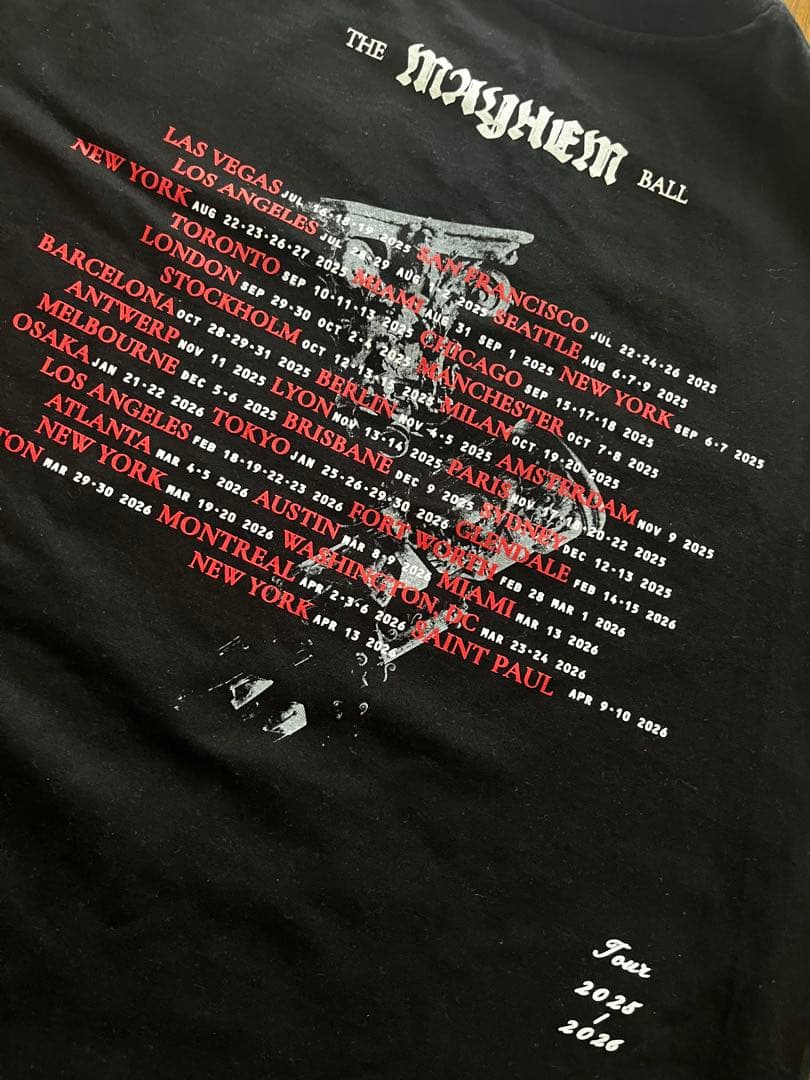 THE MAYHEM BALL
LAS VEGAS JUL 16·18·19 2025 SAN FRANCISCO JUL 22·24·26 2025
LOS ANGELES JUL 29 AUG 2025 SEATTLE AUG 6·7·9 2025
NEW YORK AUG 22·23·26·27 2025 MIAMI AUG 31 SEP 1 2025 NEW YORK SEP 6·7 2025
TORONTO SEP 10·11·13 2025 CHICAGO SEP 15·17·18 2025
LONDON SEP 29·30 OCT 2·4 2025 MANCHESTER OCT 7·8 2025
STOCKHOLM OCT 12·13·15 2025 MILAN OCT 19·20 2025
BARCELONA OCT 28·29·31 2025 BERLIN NOV 4·5 2025 AMSTERDAM NOV 9 2025
ANTWERP NOV 11 2025 LYON NOV 13·14 2025 PARIS NOV 17·18·20·22 2025
MELBOURNE DEC 5·6 2025 BRISBANE DEC 9 2025 SYDNEY DEC 12·13 2025
OSAKA JAN 21·22 2026 TOKYO JAN 25·26·29·30 2026 GLENDALE FEB 14·15 2026
LOS ANGELES FEB 18·19·22·23 2026 FORT WORTH FEB 28 MAR 1 2026
ATLANTA MAR 4·5 2026 AUSTIN MAR 8·9 2026 MIAMI MAR 13 2026
NEW YORK MAR 19·20 2026 WASHINGTON, DC MAR 23·24 2026
TON MAR 29·30 2026 MONTREAL APR 2·3·6 2026 SAINT PAUL APR 9·10 2026
NEW YORK APR 13 2026
Tour
2025
/
2026